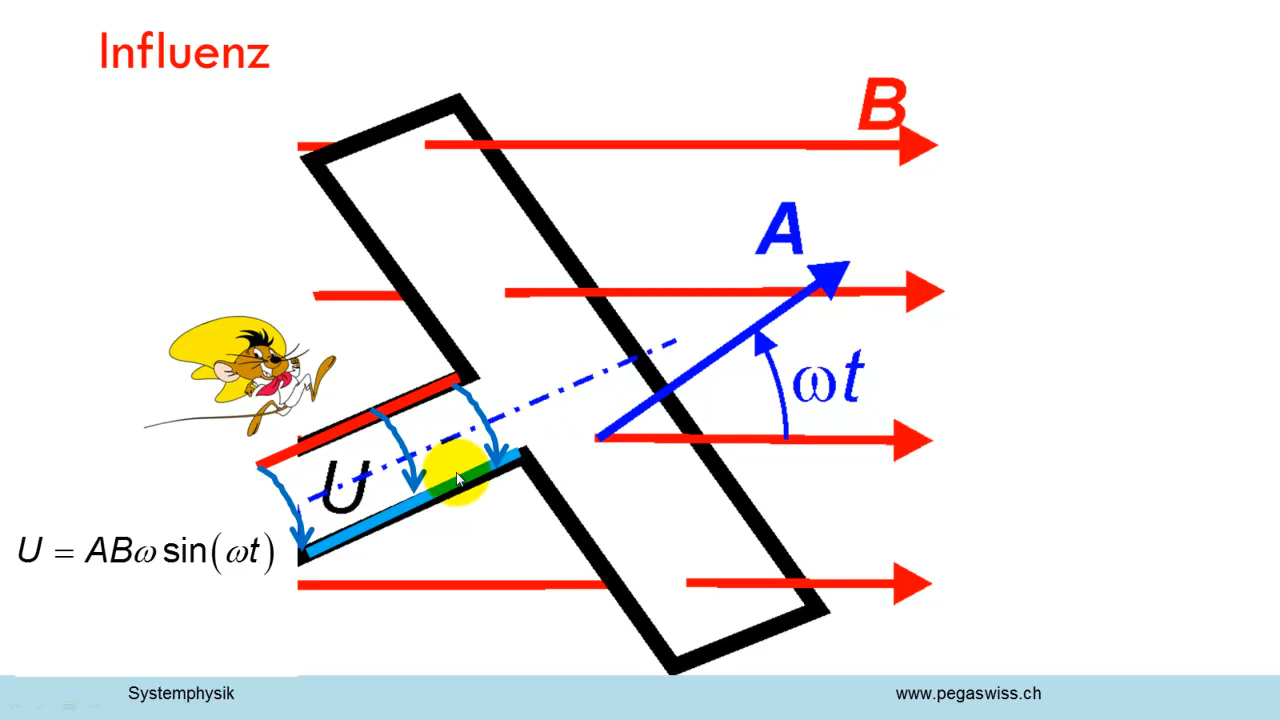 Influenz
B
A
ωt
U
U = ABω sin(ωt)
Systemphysik
www.pegaswiss.ch